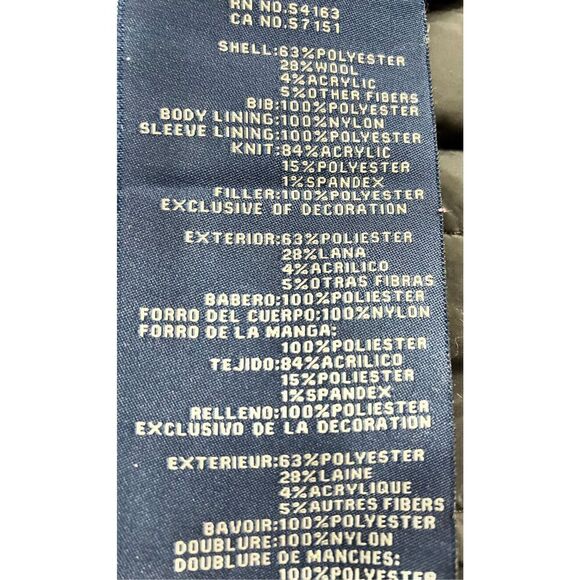 RN NO.54163
CA NO.57151
SHELL:63%POLYESTER
28%WOOL
4%ACRYLIC
5%OTHER FIBERS
BIB:100%POLYESTER
BODY LINING:100%NYLON
SLEEVE LINING:100%POLYESTER
KNIT:84%ACRYLIC
15%POLYESTER
1%SPANDEX
FILLER:100%POLYESTER
EXCLUSIVE OF DECORATION
EXTERIOR:63%POLIESTER
28%LANA
4%ACRILICO
5%OTRAS FIBRAS
BABERO:100%POLIESTER
FORRO DEL CUERPO:100%NYLON
FORRO DE LA MANGA:
100%POLIESTER
TEJIDO:84%ACRILICO
15%POLIESTER
1%SPANDEX
RELLENO:100%POLIESTER
EXCLUSIVO DE LA DECORATION
EXTERIEUR:63%POLYESTER
28%LAINE
4%ACRYLIQUE
5%AUTRES FIBERS
BAVOIR:100%POLYESTER
DOUBLURE:100%NYLON
DOUBLURE DE MANCHES:
100%POLYESTER